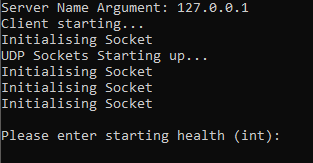 Server Name Argument: 127.0.0.1
Client starting...
Initialising Socket
UDP Sockets Starting up...
Initialising Socket
Initialising Socket
Initialising Socket
Please enter starting health (int):